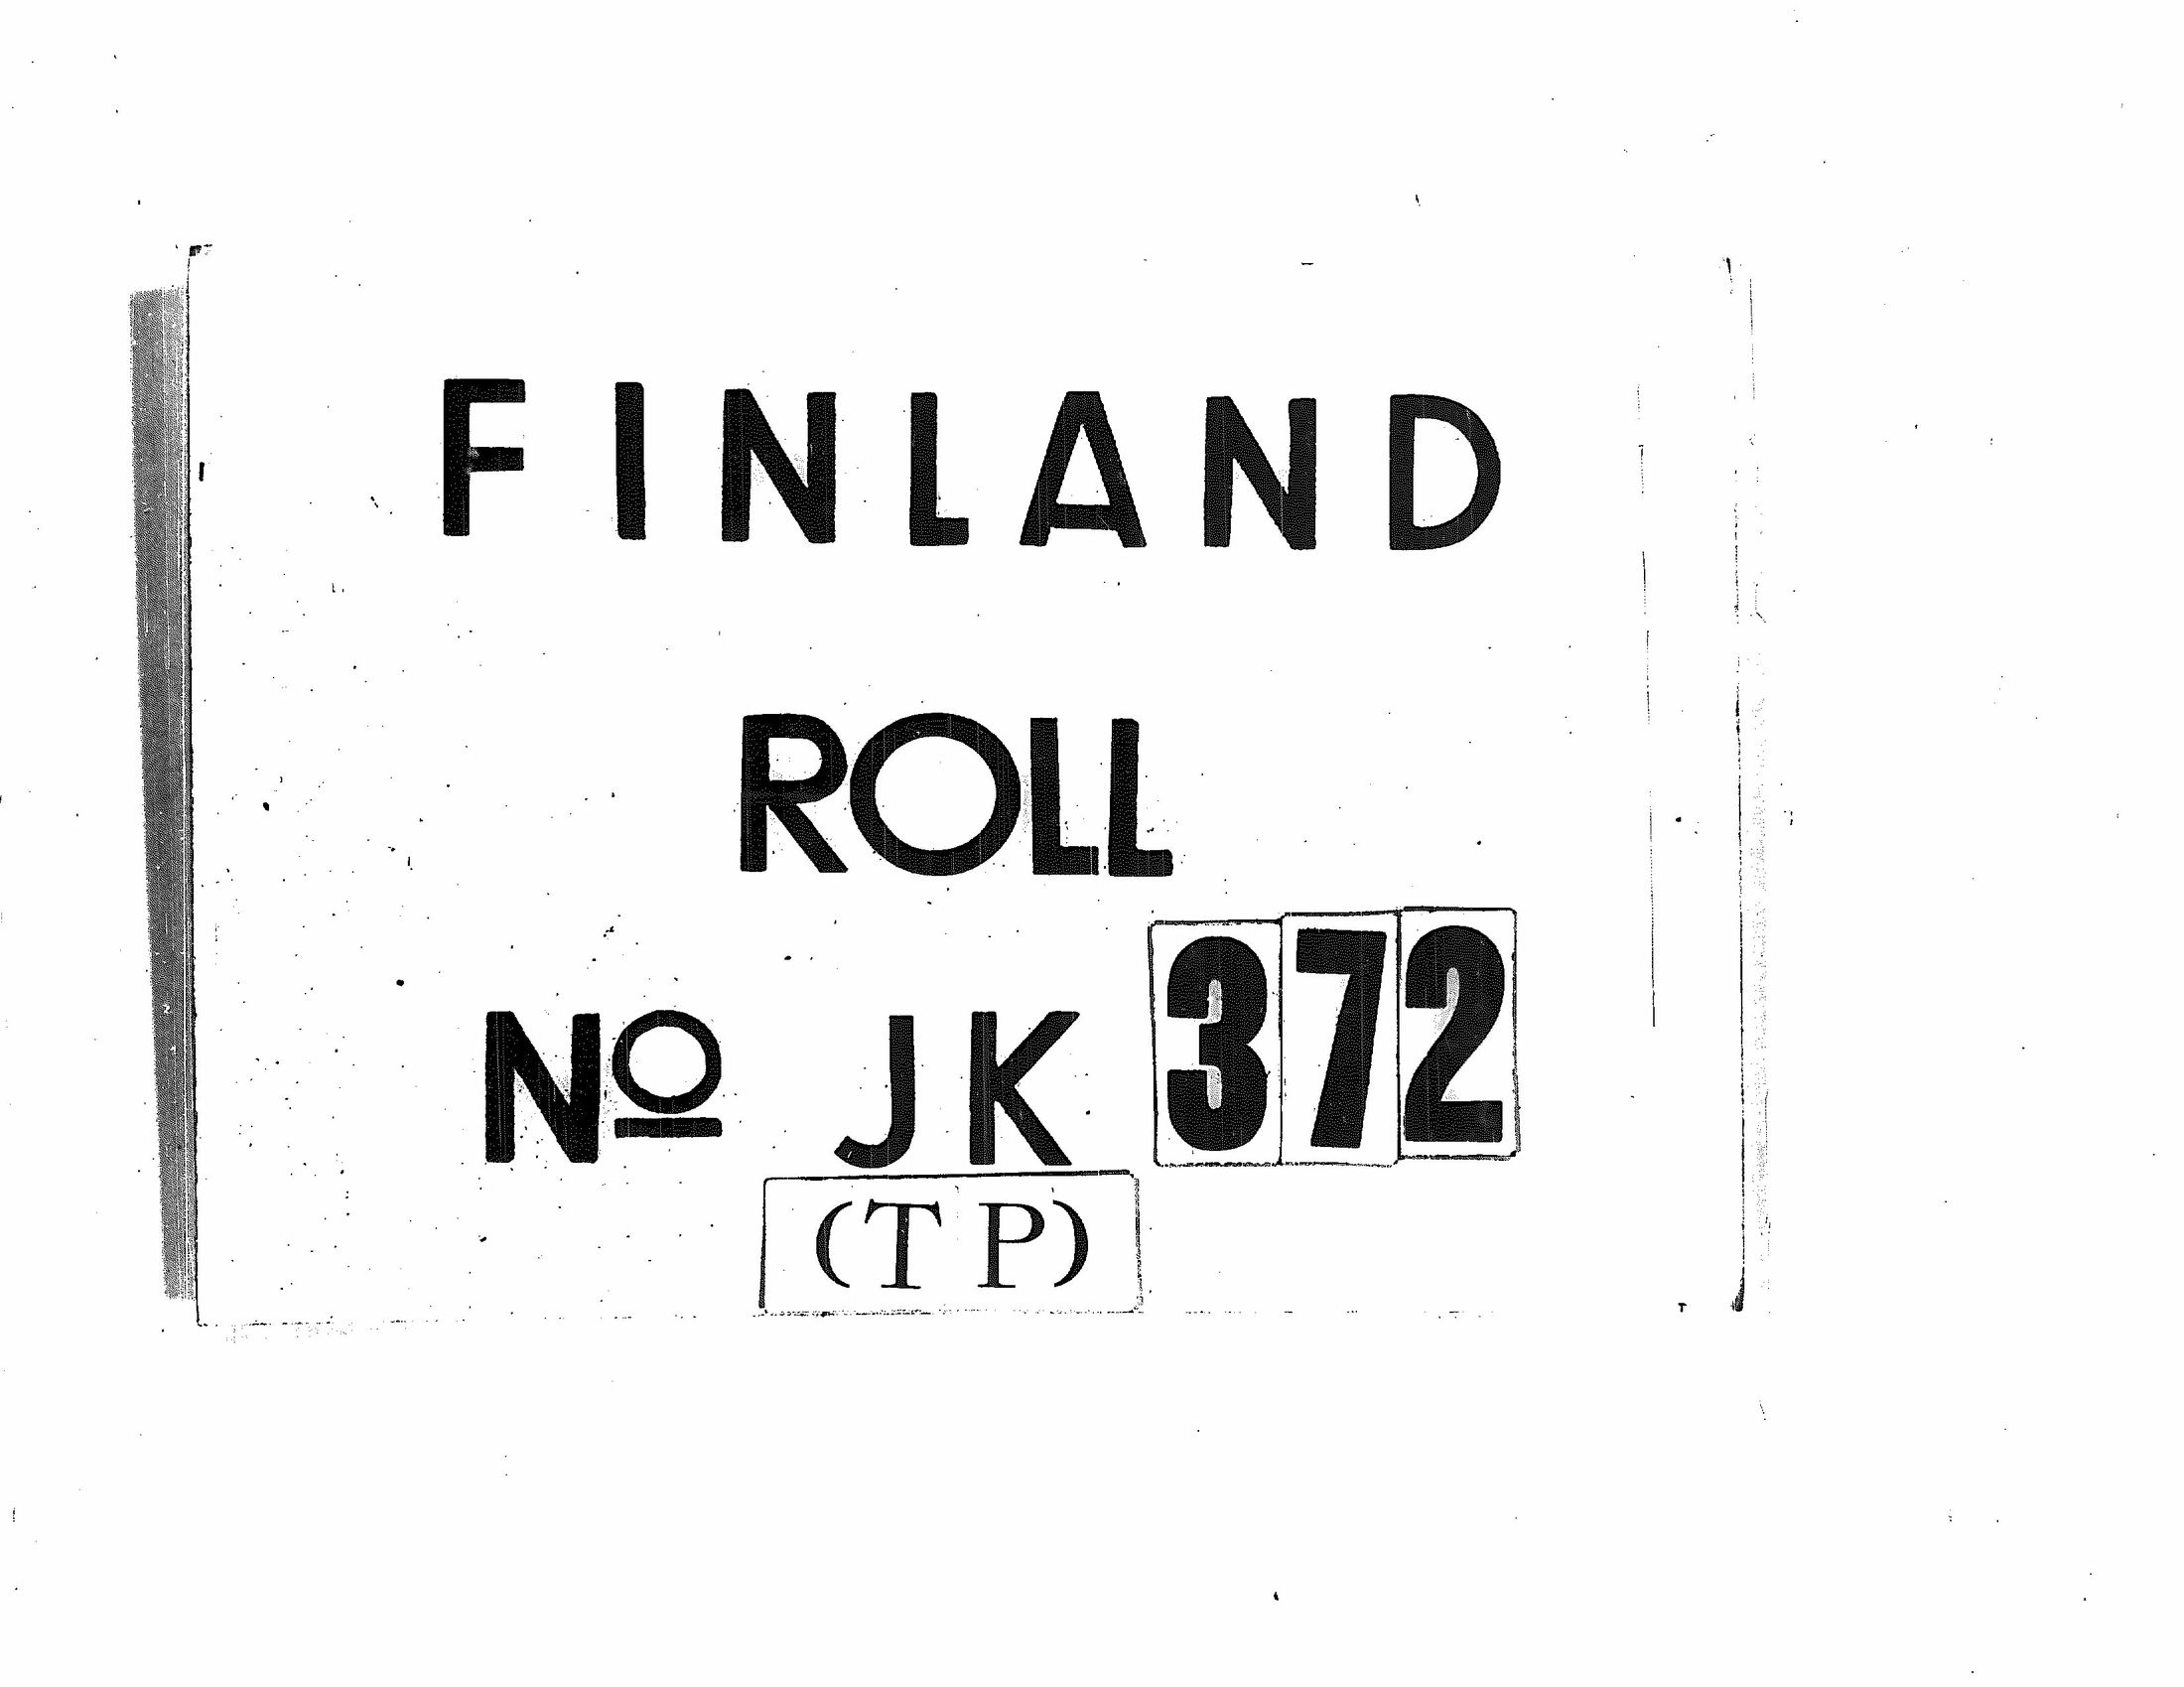 FINLAND
ROLL
Nº JK 372
(TP)